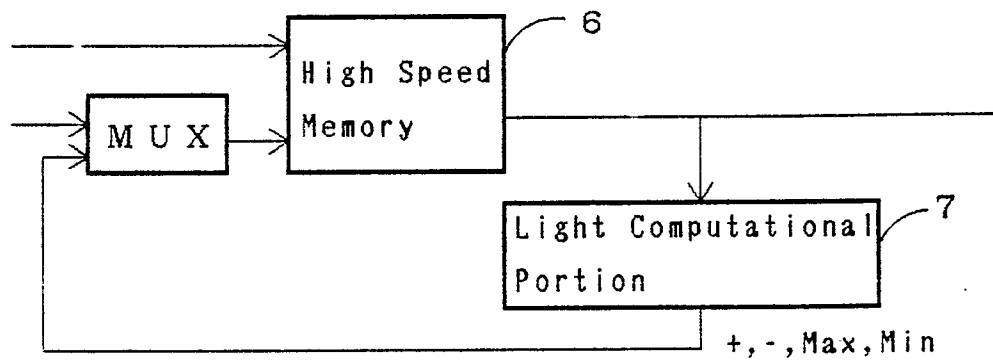 6
High Speed
Memory
MUX
7
Light Computational
Portion
+,-,Max,Min